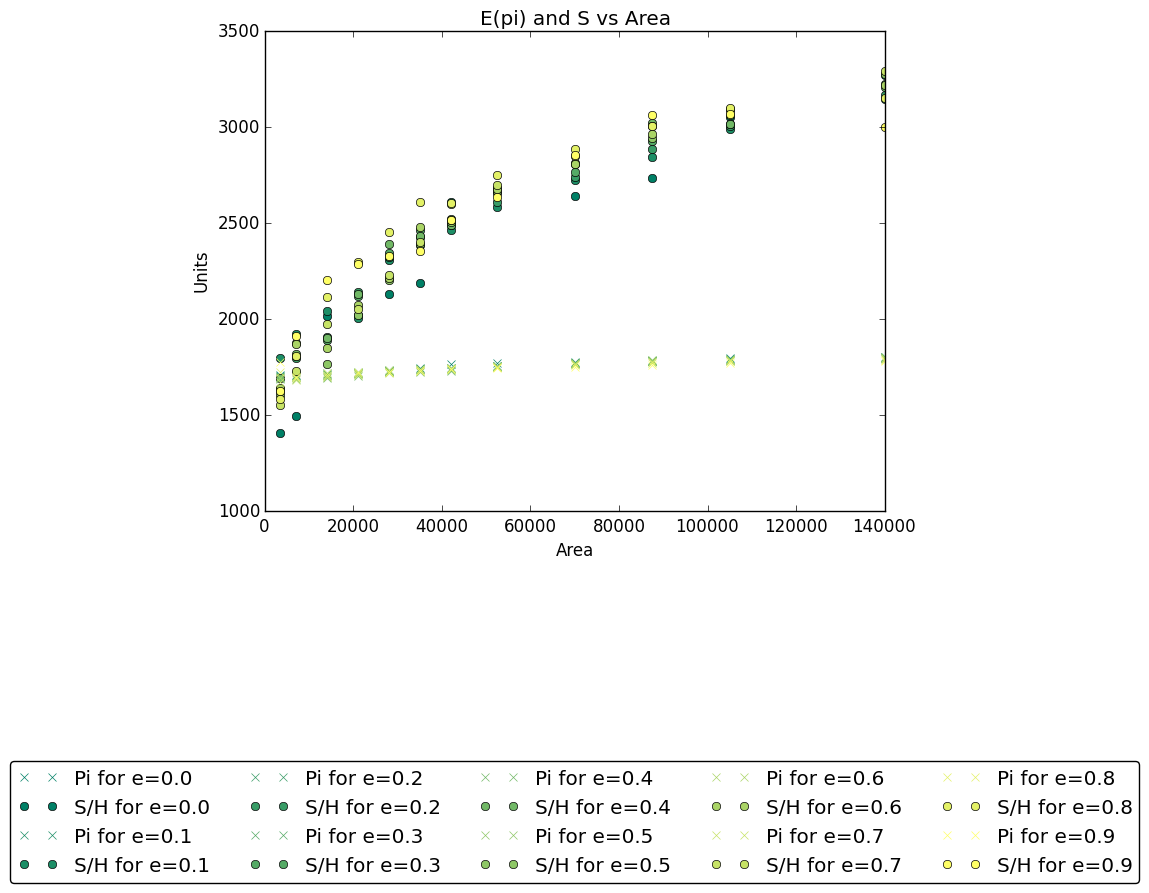 E(pi) and S vs Area
3500
3000
2500
2000
1500
1000
Units
0 20000 40000 60000 80000 100000 120000 140000
Area
Pi for e=0.0 Pi for e=0.2 Pi for e=0.4 Pi for e=0.6 Pi for e=0.8
S/H for e=0.0 S/H for e=0.2 S/H for e=0.4 S/H for e=0.6 S/H for e=0.8
Pi for e=0.1 Pi for e=0.3 Pi for e=0.5 Pi for e=0.7 Pi for e=0.9
S/H for e=0.1 S/H for e=0.3 S/H for e=0.5 S/H for e=0.7 S/H for e=0.9